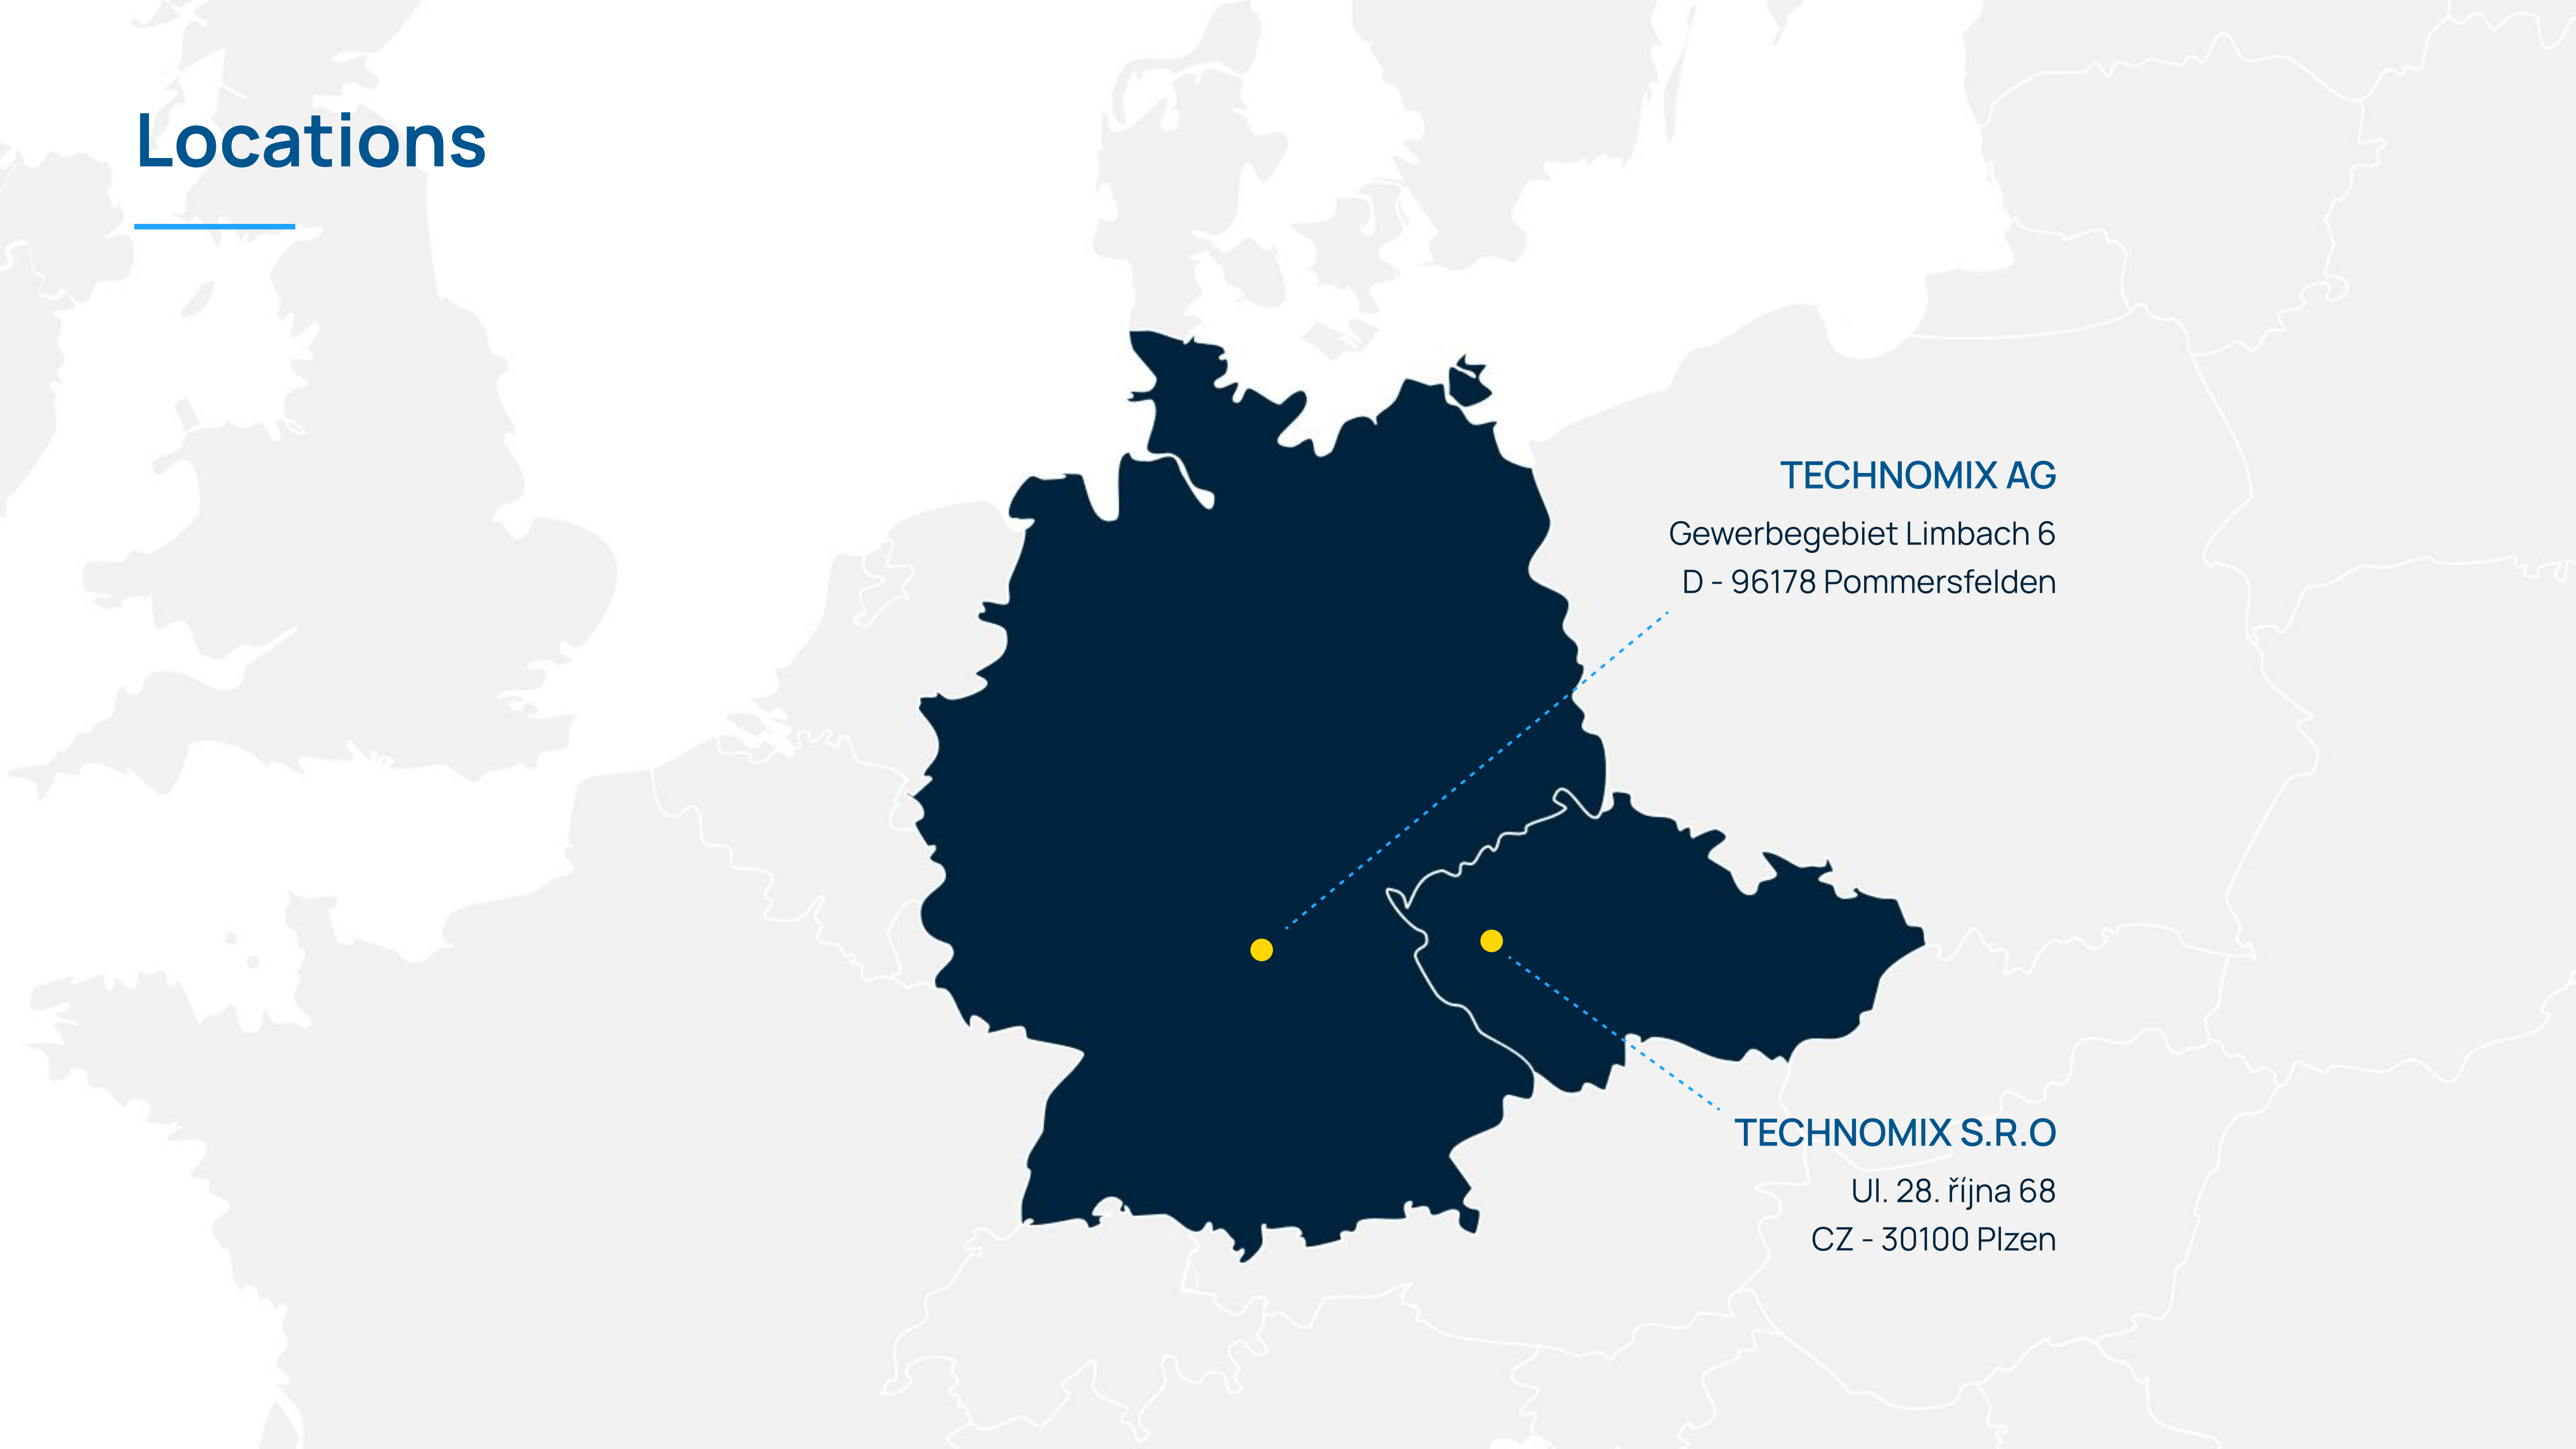 Locations
TECHNOMIX AG
Gewerbegebiet Limbach 6
D - 96178 Pommersfelden
TECHNOMIX S.R.O
Ul. 28. října 68
CZ - 30100 Plzen